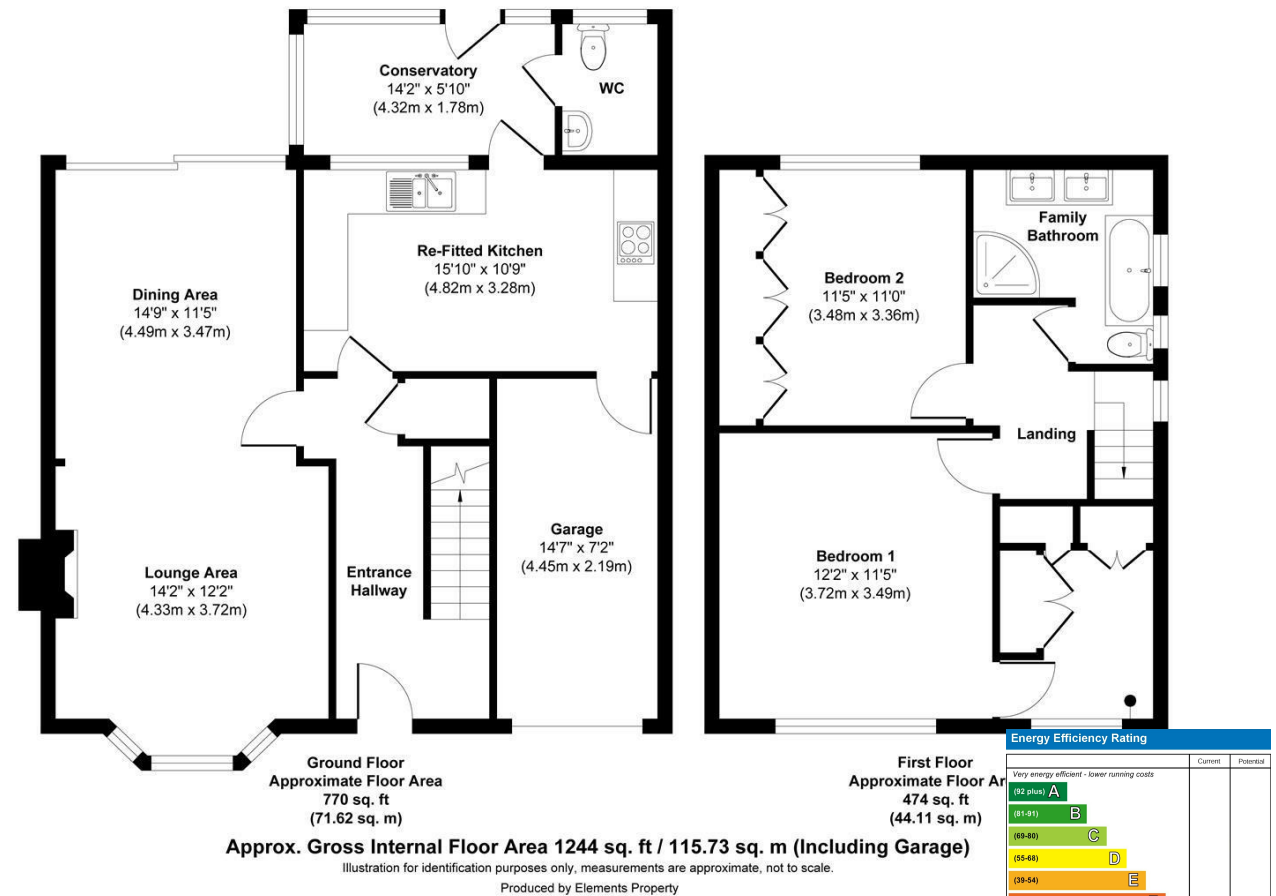 Conservatory
14'2" x 5'10"
(4.32m x 1.78m)
WC
Re-Fitted Kitchen
15'10" x 10'9"
(4.82m x 3.28m)
Dining Area
14'9" x 11'5"
(4.49m x 3.47m)
Lounge Area
14'2" x 12'2"
(4.33m x 3.72m)
Entrance
Hallway
Garage
14'7" x 7'2"
(4.45m x 2.19m)
Family
Bathroom
Bedroom 2
11'5" x 11'0"
(3.48m x 3.36m)
Landing
Bedroom 1
12'2" x 11'5"
(3.72m x 3.49m)
Ground Floor
Approximate Floor Area
770 sq. ft
(71.62 sq. m)
First Floor
Approximate Floor Ar
474 sq. ft
(44.11 sq. m)
Approx. Gross Internal Floor Area 1244 sq. ft / 115.73 sq. m (Including Garage)
Illustration for identification purposes only, measurements are approximate, not to scale.
Produced by Elements Property
Energy Efficiency Rating
Current Potential
Very energy efficient - lower running costs
(92 plus) A
(81-91) B
(69-80) C
(55-68) D
(39-54) E